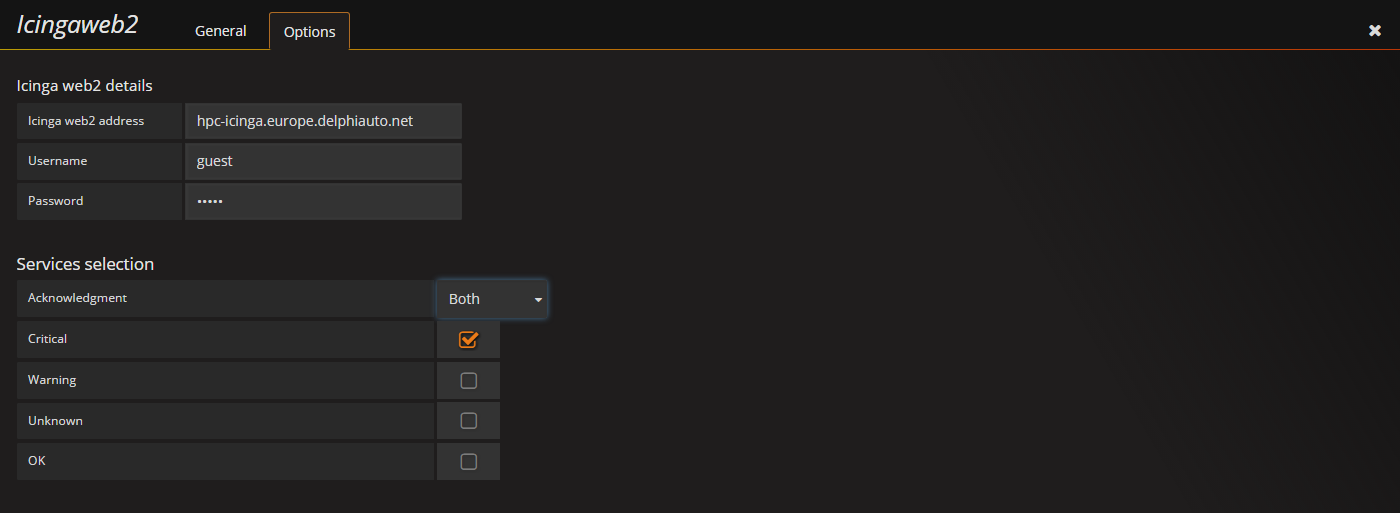 Icingaweb2 General Options
Icinga web2 details
Icinga web2 address hpc-icinga.europe.delphiauto.net
Username guest
Password •••••
Services selection
Acknowledgment Both
Critical
Warning
Unknown
OK